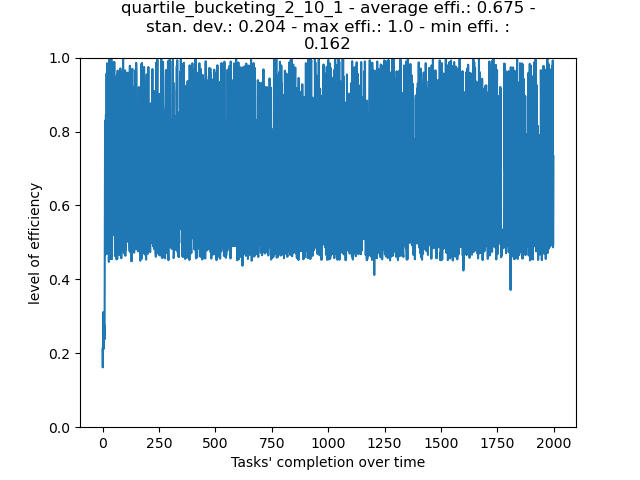 quartile_bucketing_2_10_1 - average effi.: 0.675 -
stan. dev.: 0.204 - max effi.: 1.0 - min effi. :
0.162
1.0
0.8
0.6
0.4
0.2
0.0
level of efficiency
0 250 500 750 1000 1250 1500 1750 2000
Tasks' completion over time